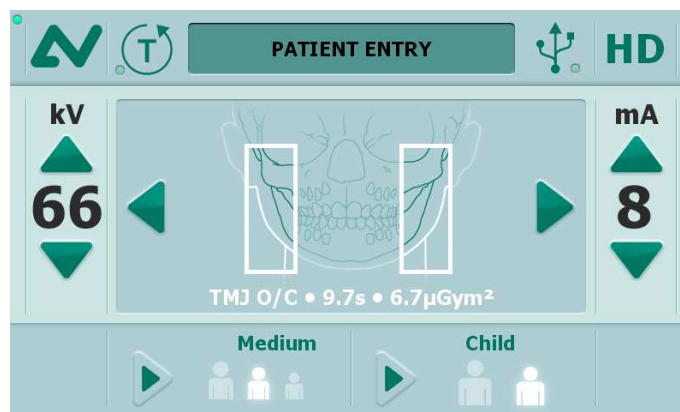 T
PATIENT ENTRY
HD
kV
66
mA
8
TMJ O/C • 9.7s • 6.7µGym²
Medium
Child